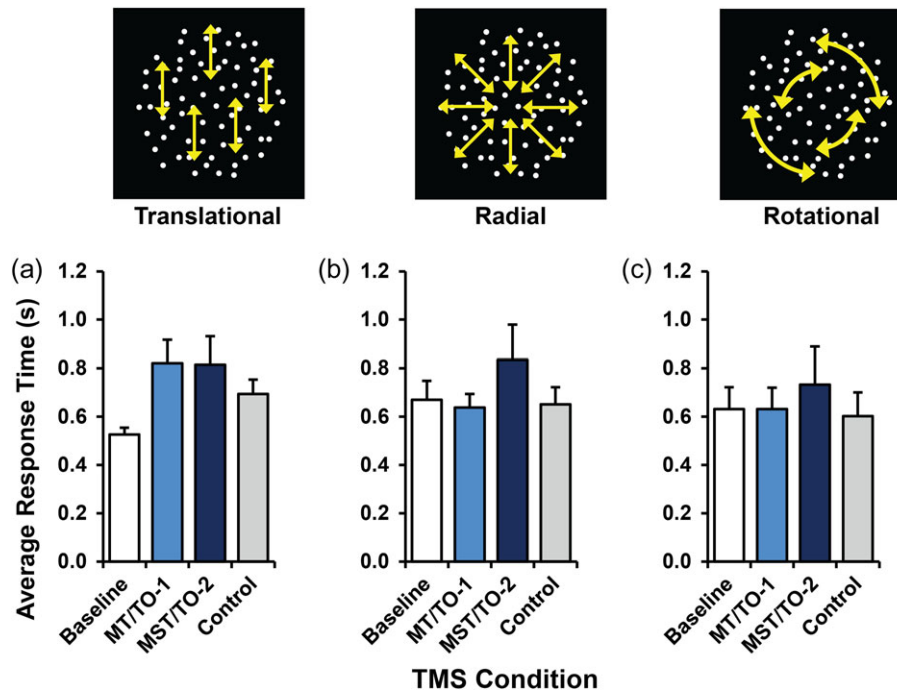 Translational
Radial
Rotational
(a)
(b)
(c)
Average Response Time (s)
1.2
1.0
0.8
0.6
0.4
0.2
0.0
Baseline
MT/TO-1
MST/TO-2
Control
1.2
1.0
0.8
0.6
0.4
0.2
0.0
Baseline
MT/TO-1
MST/TO-2
Control
1.2
1.0
0.8
0.6
0.4
0.2
0.0
Baseline
MT/TO-1
MST/TO-2
Control
TMS Condition